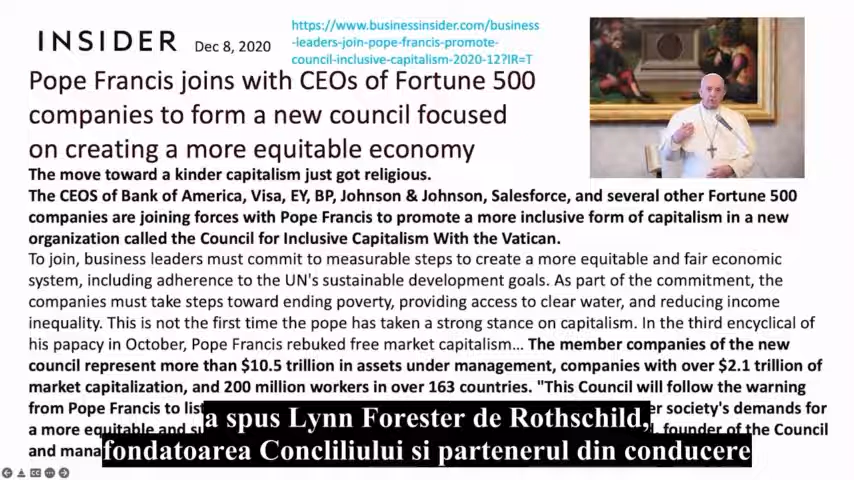 INSIDER Dec 8, 2020
https://www.businessinsider.com/business
-leaders-join-pope-francis-promote-
council-inclusive-capitalism-2020-12?IR=T
Pope Francis joins with CEOs of Fortune 500
companies to form a new council focused
on creating a more equitable economy
The move toward a kinder capitalism just got religious.
The CEOS of Bank of America, Visa, EY, BP, Johnson & Johnson, Salesforce, and several other Fortune 500
companies are joining forces with Pope Francis to promote a more inclusive form of capitalism in a new
organization called the Council for Inclusive Capitalism With the Vatican.
To join, business leaders must commit to measurable steps to create a more equitable and fair economic
system, including adherence to the UN's sustainable development goals. As part of the commitment, the
companies must take steps toward ending poverty, providing access to clear water, and reducing income
inequality. This is not the first time the pope has taken a strong stance on capitalism. In the third encyclical of
his papacy in October, Pope Francis rebuked free market capitalism... The member companies of the new
council represent more than $10.5 trillion in assets under management, companies with over $2.1 trillion of
market capitalization, and 200 million workers in over 163 countries. "This Council will follow the warning
from Pope Francis to society's demands for
a more equitable and founder of the Council
and
a spus Lynn Forester de Rothschild,
fondatoarea Concliliului si partenerul din conducere